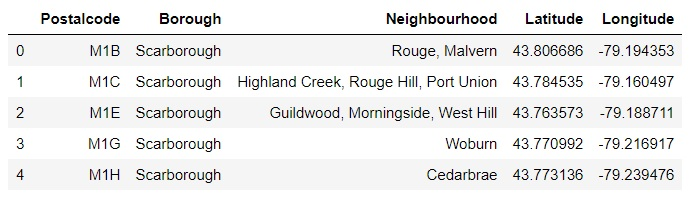 Postalcode Borough Neighbourhood Latitude Longitude
0 M1B Scarborough Rouge, Malvern 43.806686 -79.194353
1 M1C Scarborough Highland Creek, Rouge Hill, Port Union 43.784535 -79.160497
2 M1E Scarborough Guildwood, Morningside, West Hill 43.763573 -79.188711
3 M1G Scarborough Woburn 43.770992 -79.216917
4 M1H Scarborough Cedarbrae 43.773136 -79.239476